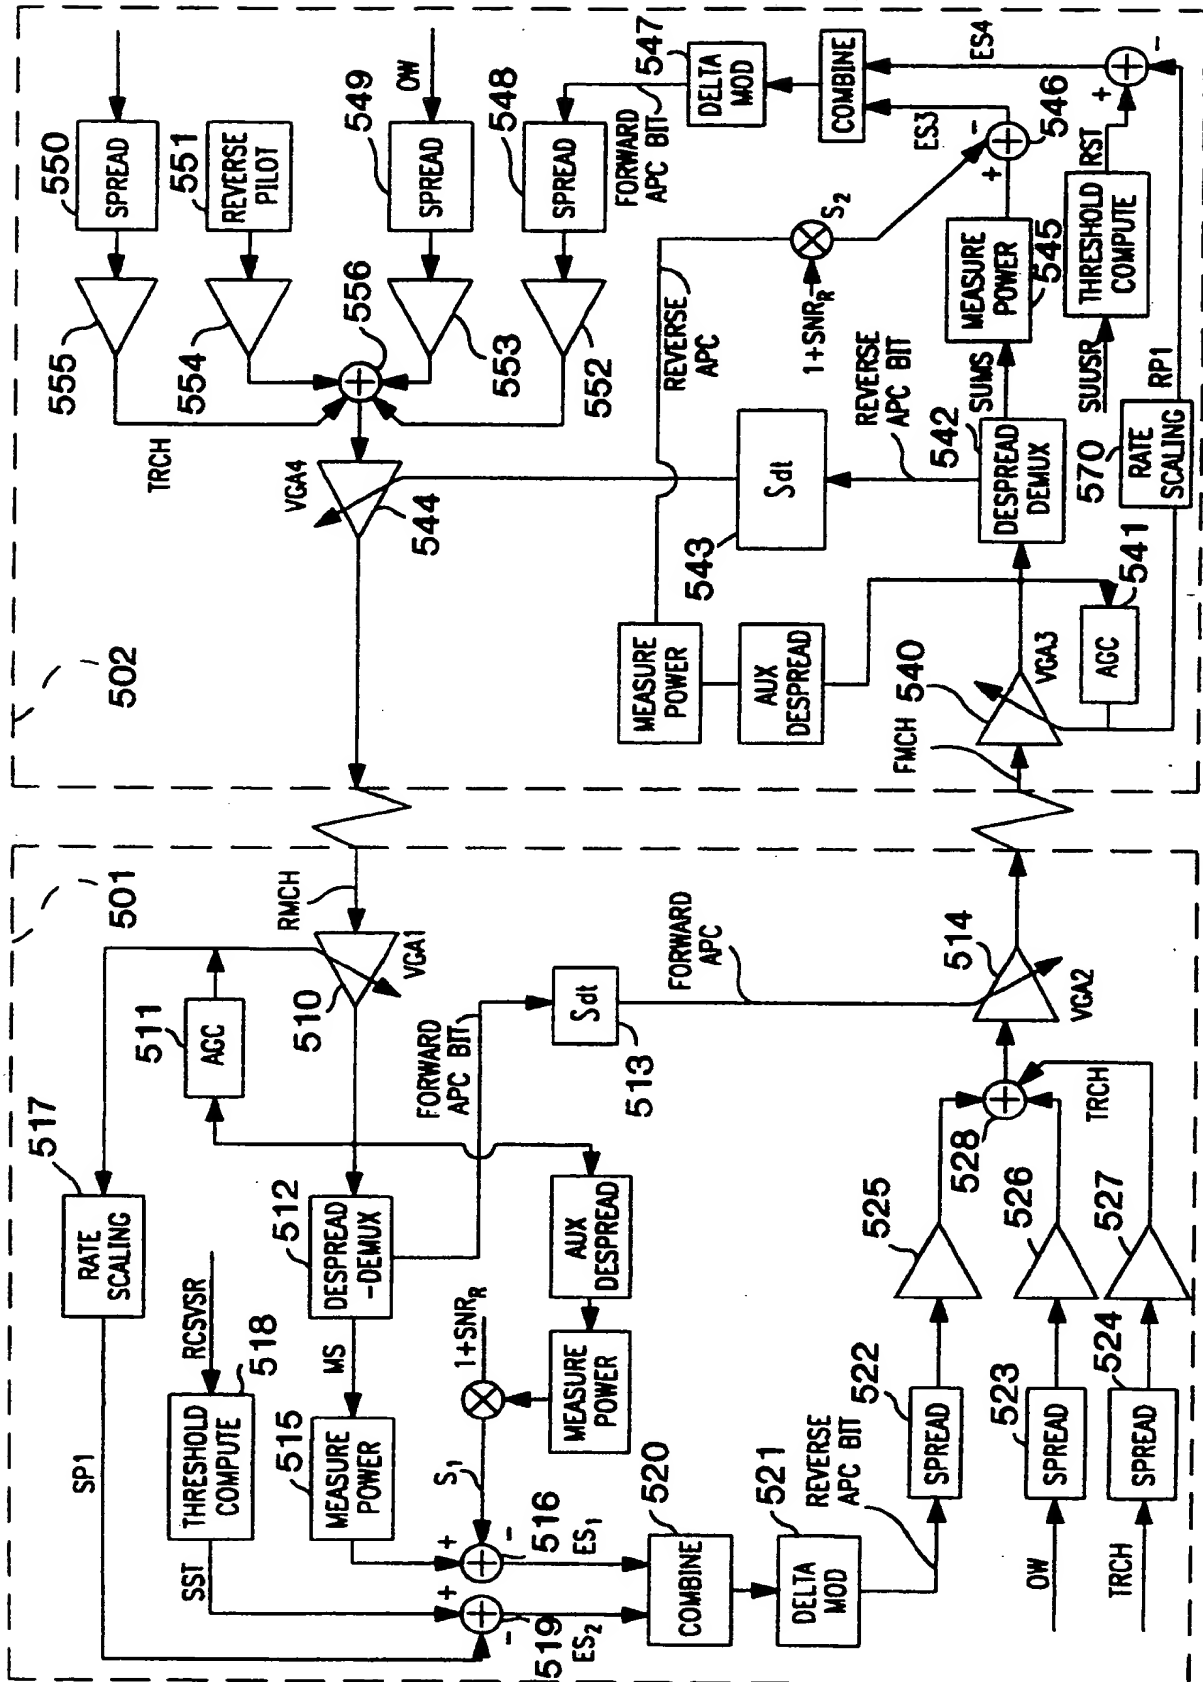 501
517
RATE
SCALING
511
AGC
RMCH
510
VGA1
SP1
RCSVSR
518
THRESHOLD
COMPUTE
SST
512
DESPREAD
-DEMUX
MS
515
MEASURE
POWER
FORWARD
APC BIT
Sdt
513
FORWARD
APC
514
VGA2
1+SNRR
AUX
DESPREAD
MEASURE
POWER
S1
+
-
516
ES1
+
-
519
ES2
520
COMBINE
521
DELTA
MOD
REVERSE
APC BIT
522
SPREAD
525
528
526
523
SPREAD
OW
527
TRCH
524
SPREAD
TRCH
502
550
SPREAD
555
551
REVERSE
PILOT
554
TRCH
556
549
SPREAD
OW
553
548
SPREAD
552
FORWARD
APC BIT
547
DELTA
MOD
VGA4
544
COMBINE
ES4
ES3
REVERSE
APC
1+SNRR
S2
-
+
546
+
-
MEASURE
POWER
AUX
DESPREAD
Sdt
543
REVERSE
APC BIT
542
DESPREAD
DEMUX
SUMS
MEASURE
POWER
545
RST
THRESHOLD
COMPUTE
SUUSR
RP1
570
RATE
SCALING
541
AGC
VGA3
540
FMCH